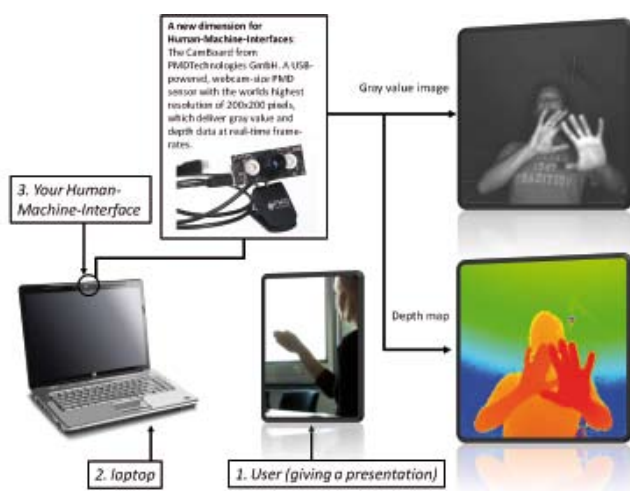 A new dimension for
Human-Machine-Interfaces:
The CamBoard from
PMDTechnologies GmbH. A USB-
powered, webcam-size PMD
sensor with the worlds highest
resolution of 200x200 pixels,
which deliver gray value and
depth data at real-time frame-
rates.
Gray value image
3. Your Human-
Machine-Interface
Depth map
2. laptop
1. User (giving a presentation)